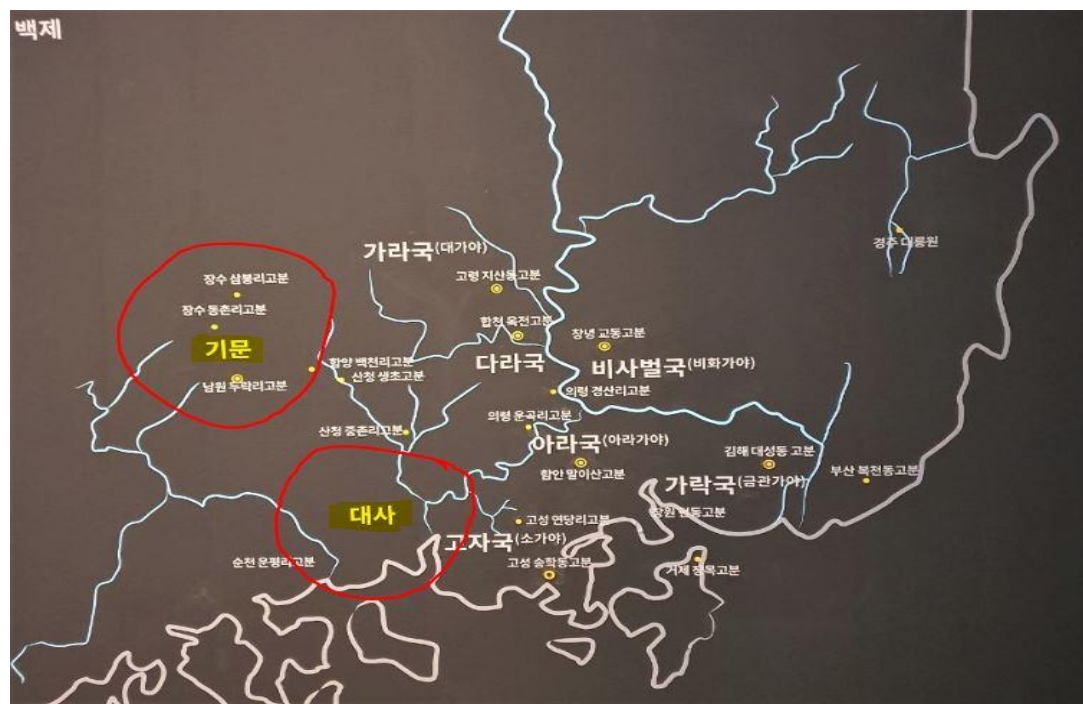 백제
경주 대릉원
가라국(대가야)
고령 지산동고분
장수 삼봉리고분
장수 동촌리고분
합천 옥전고분
창녕 교동고분
기문
다라국
비사벌국(비화가야)
함양 백천리고분
산청 생초고분
남원 두락리고분
의령 경산리고분
의령 운곡리고분
산청 중촌리고분
아라국(아라가야)
김해 대성동 고분
함안 말이산고분
부산 복천동고분
가락국(금관가야)
대사
창원 현동고분
고성 연당리고분
고자국(소가야)
순천 운평리고분
고성 송학동고분
거제 장목고분